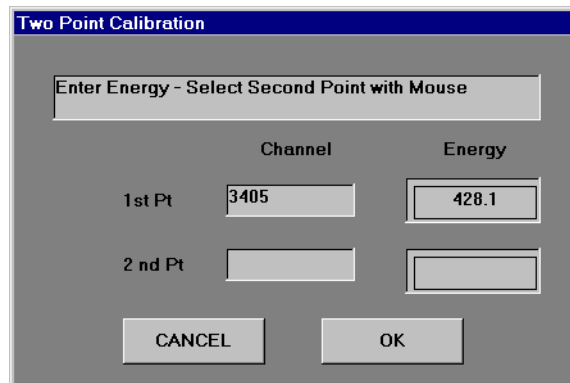 Two Point Calibration
Enter Energy - Select Second Point with Mouse
Channel Energy
1st Pt 3405 428.1
2 nd Pt
CANCEL OK